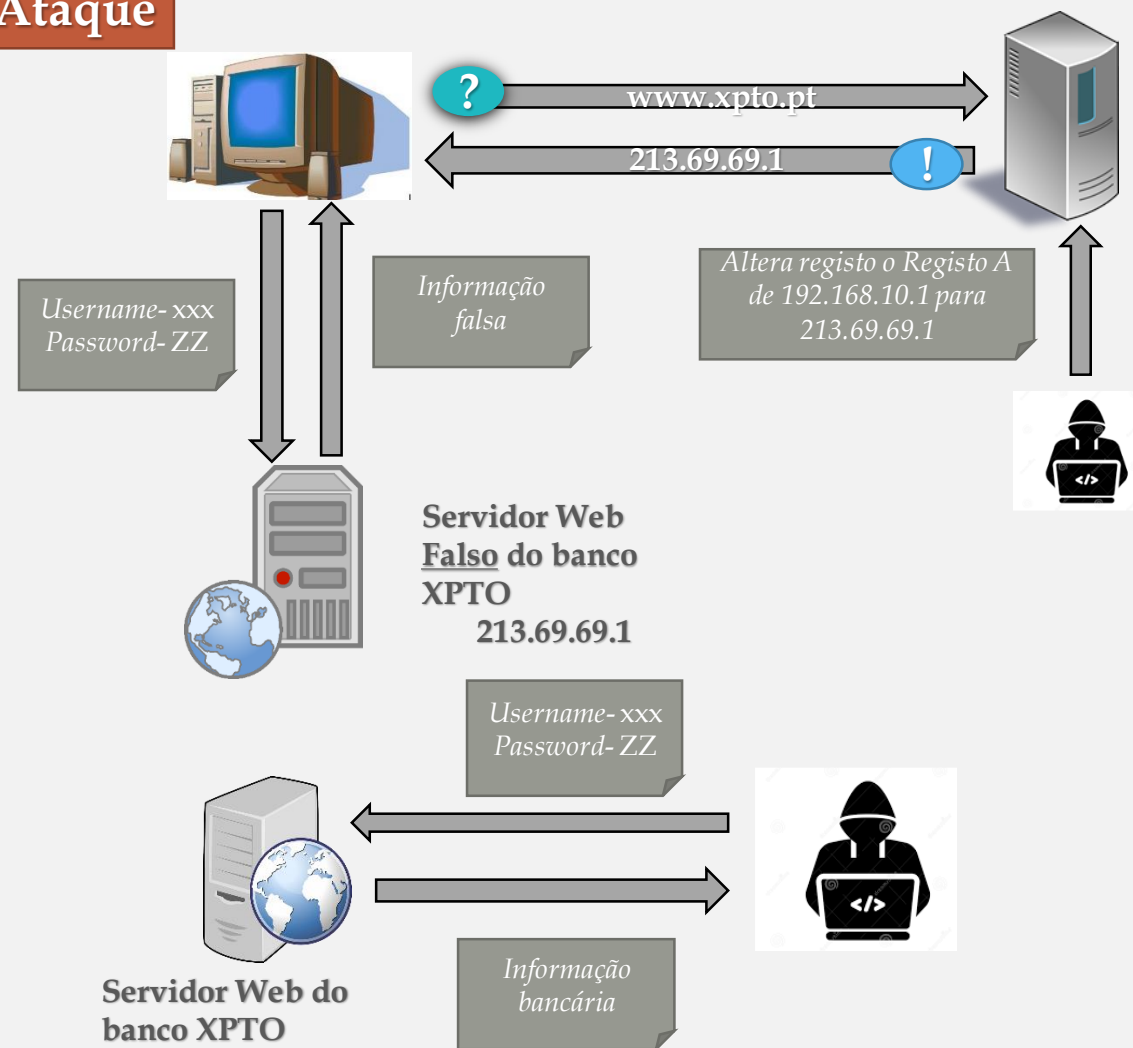 Ataque
?
www.xpto.pt
213.69.69.1
!
Username- xxx
Password- ZZ
Informação
falsa
Altera registo o Registo A
de 192.168.10.1 para
213.69.69.1
</>
Servidor Web
Falso do banco
XPTO
213.69.69.1
Username- xxx
Password- ZZ
</>
Informação
bancária
Servidor Web do
banco XPTO